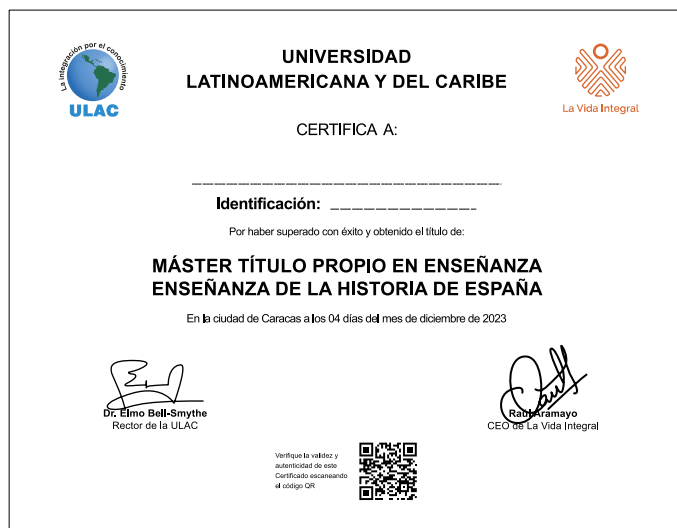 La integración por el conocimiento
ULAC
UNIVERSIDAD
LATINOAMERICANA Y DEL CARIBE
La Vida Integral
CERTIFICA A:
Identificación:
Por haber superado con éxito y obtenido el título de:
MÁSTER TÍTULO PROPIO EN ENSEÑANZA
ENSEÑANZA DE LA HISTORIA DE ESPAÑA
En la ciudad de Caracas a los 04 días del mes de diciembre de 2023
Dr. Elmo Bell-Smythe
Rector de la ULAC
Raúl Aramayo
CEO de La Vida Integral
Verifique la validez y
autenticidad de este
Certificado escaneando
el código QR